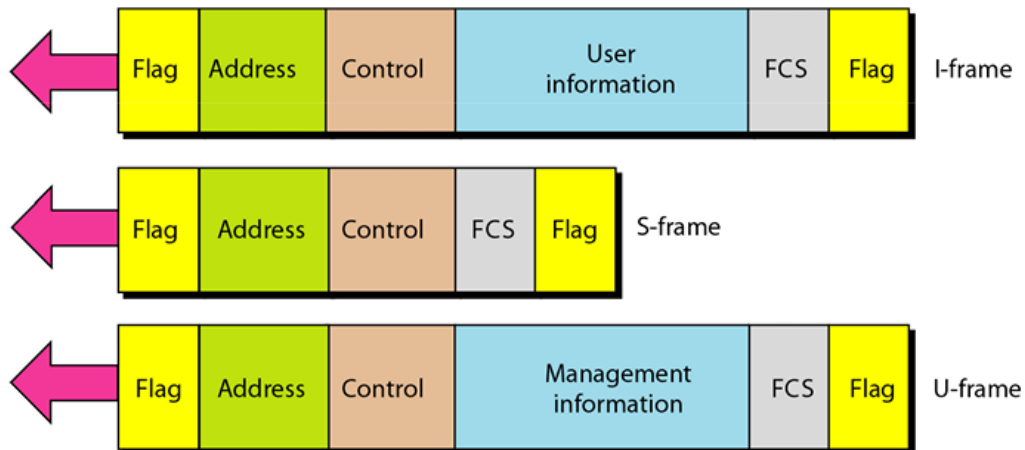 Flag Address Control User information FCS Flag I-frame
Flag Address Control FCS Flag S-frame
Flag Address Control Management information FCS Flag U-frame